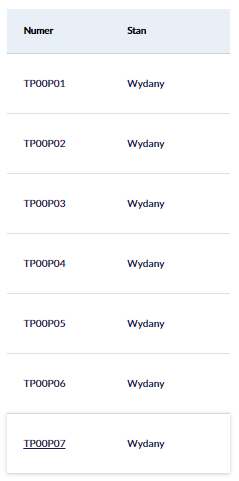 Numer Stan
TP00P01 Wydany
TP00P02 Wydany
TP00P03 Wydany
TP00P04 Wydany
TP00P05 Wydany
TP00P06 Wydany
TP00P07 Wydany